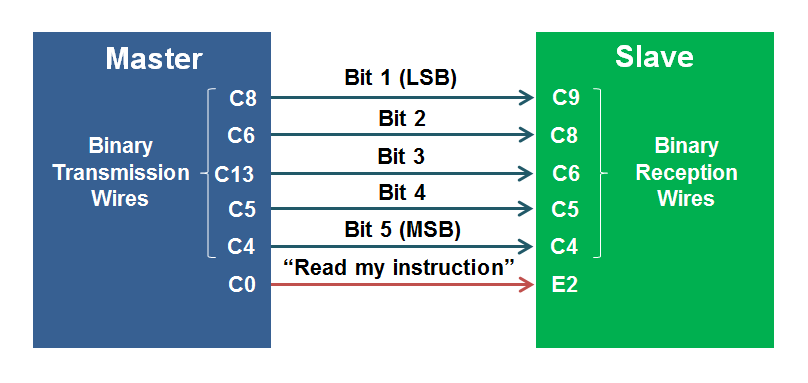 Master
Slave
Bit 1 (LSB)
C8
C9
Bit 2
C6
C8
Binary
Transmission
Wires
Binary
Reception
Wires
Bit 3
C13
C6
Bit 4
C5
C5
Bit 5 (MSB)
C4
C4
“Read my instruction”
C0
E2